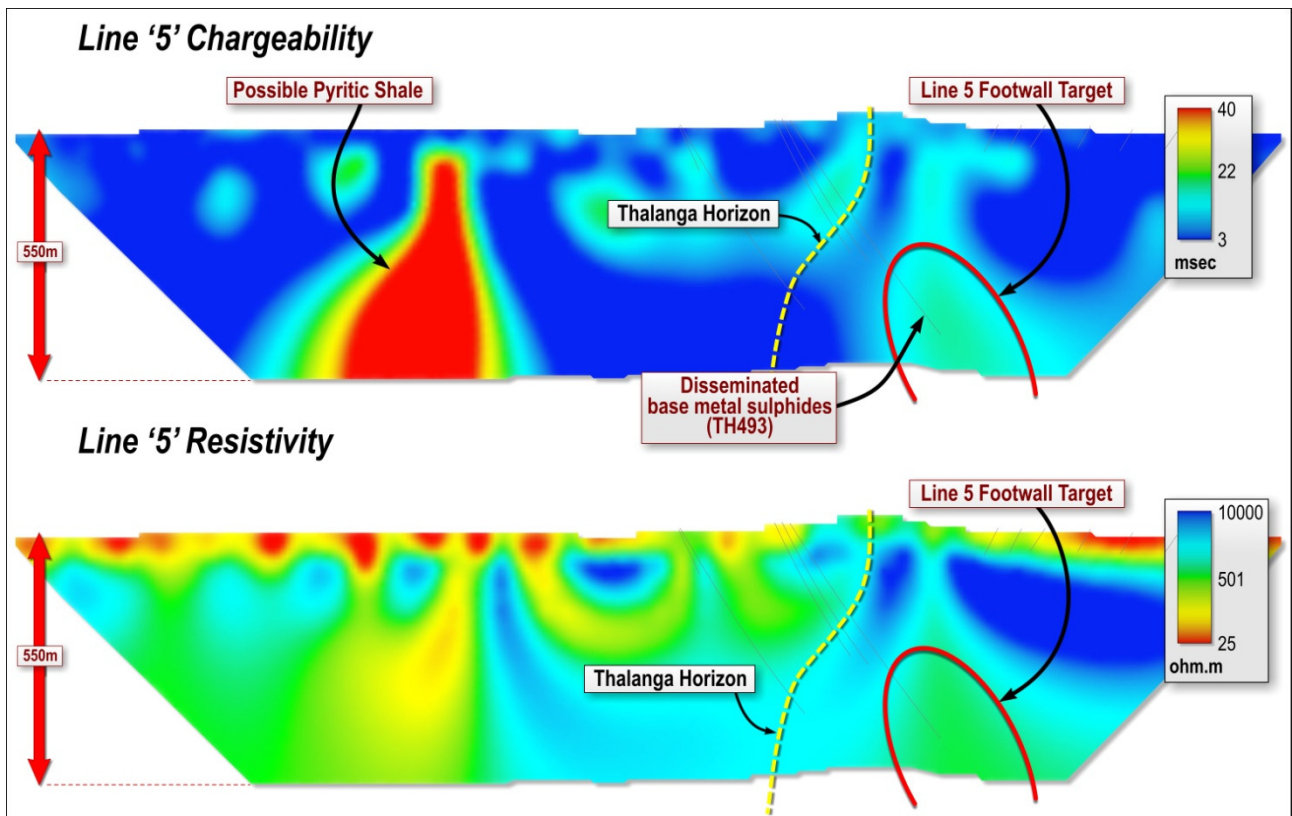 Line ‘5’ Chargeability
Possible Pyritic Shale
Line 5 Footwall Target
40
22
3
msec
Thalanga Horizon
550m
Disseminated
base metal sulphides
(TH493)
Line ‘5’ Resistivity
Line 5 Footwall Target
10000
501
25
ohm.m
550m
Thalanga Horizon